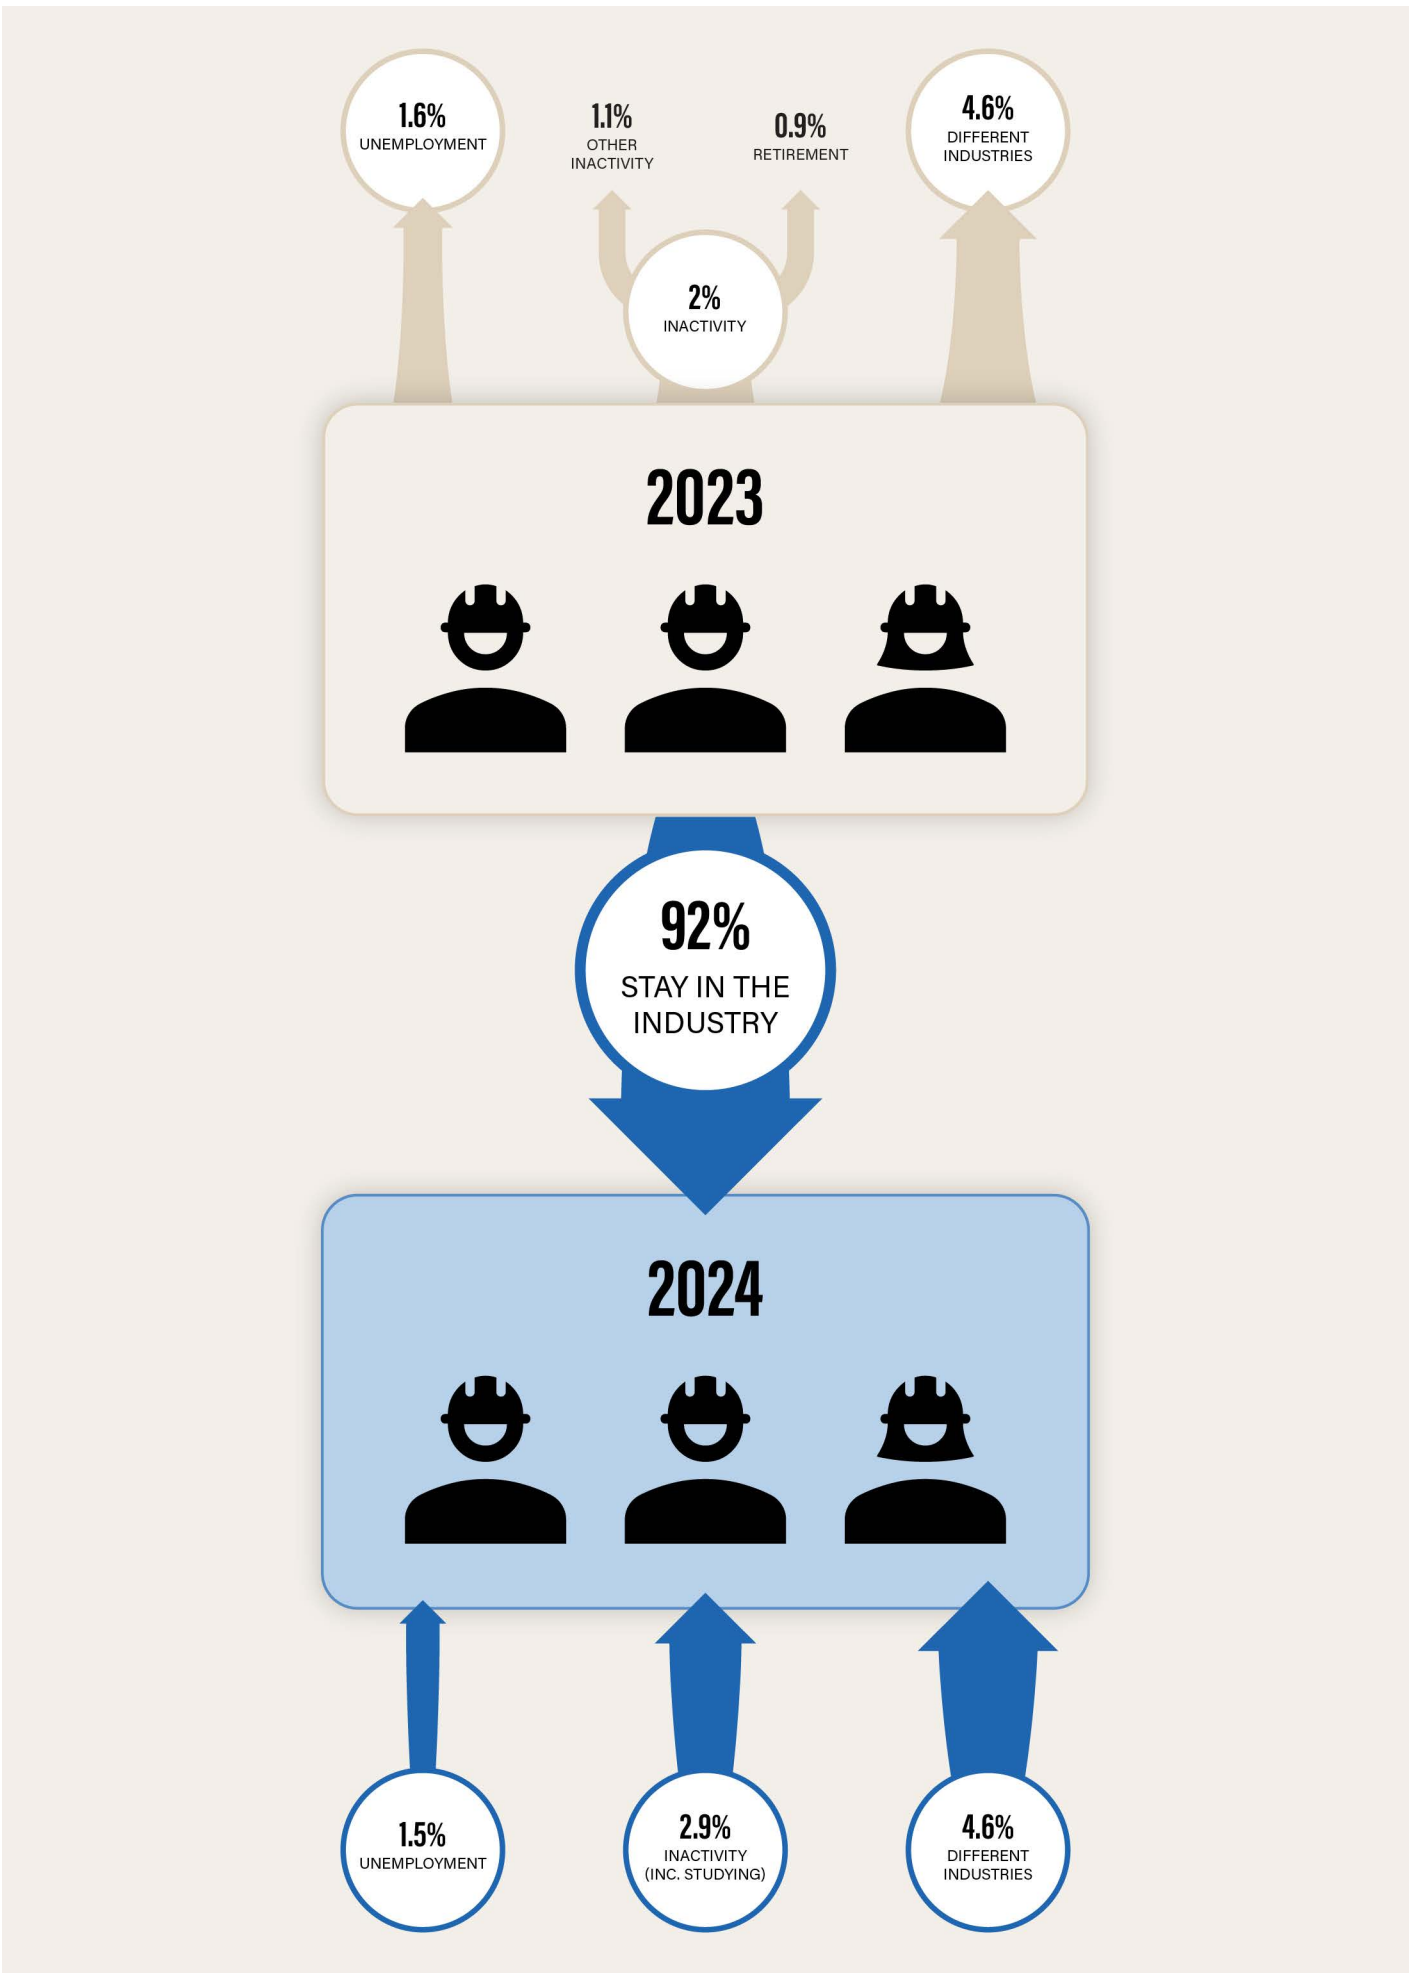 1.6%
UNEMPLOYMENT
1.1%
OTHER
INACTIVITY
0.9%
RETIREMENT
4.6%
DIFFERENT
INDUSTRIES
2%
INACTIVITY
2023
92%
STAY IN THE
INDUSTRY
2024
1.5%
UNEMPLOYMENT
2.9%
INACTIVITY
(INC. STUDYING)
4.6%
DIFFERENT
INDUSTRIES